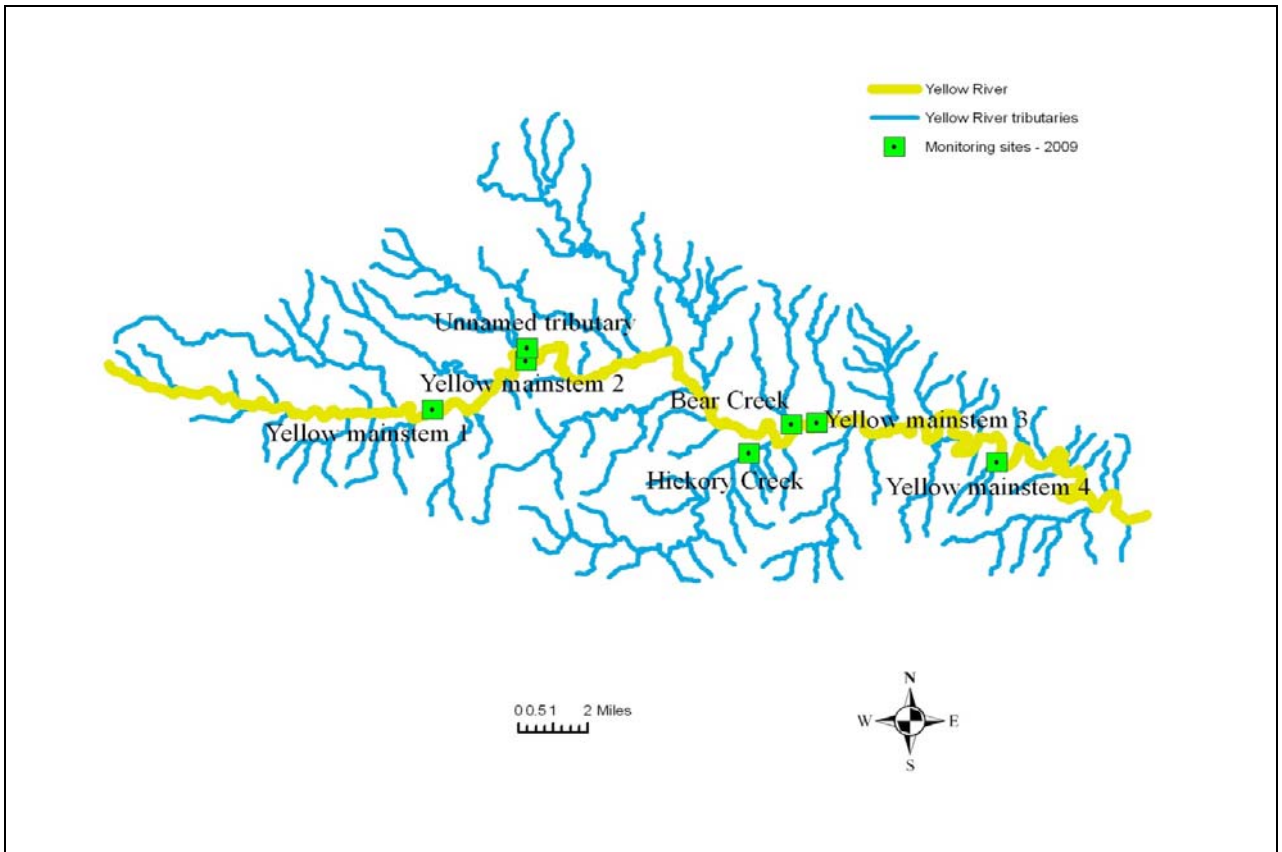 Yellow River
Yellow River tributaries
Monitoring sites - 2009
Unnamed tributary
Yellow mainstem 2
Bear Creek
Yellow mainstem 3
Yellow mainstem 1
Hickory Creek
Yellow mainstem 4
0 0.5 1 2 Miles
N
W E
S